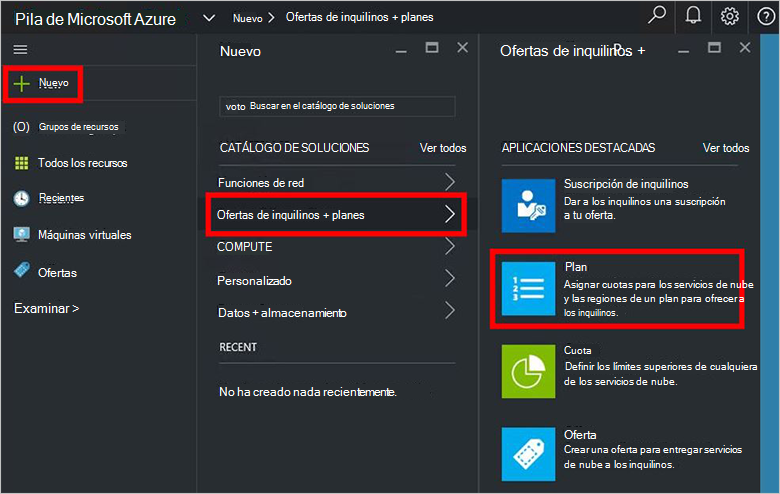 Pila de Microsoft Azure
Nuevo > Ofertas de inquilinos + planes
Nuevo
Grupos de recursos
Todos los recursos
Recientes
Máquinas virtuales
Ofertas
Examinar >
Nuevo
voto Buscar en el catálogo de soluciones
CATÁLOGO DE SOLUCIONES
Ver todos
Funciones de red
Ofertas de inquilinos + planes
COMPUTE
Personalizado
Datos + almacenamiento
RECENT
No ha creado nada recientemente.
Ofertas de inquilinos +
APLICACIONES DESTACADAS
Ver todos
Suscripción de inquilinos
Dar a los inquilinos una suscripción
a tu oferta.
Plan
Asignar cuotas para los servicios de nube
y las regiones de un plan para ofrecer a
los inquilinos.
Cuota
Definir los límites superiores de cualquiera
de los servicios de nube.
Oferta
Crear una oferta para entregar servicios
de nube a los inquilinos.